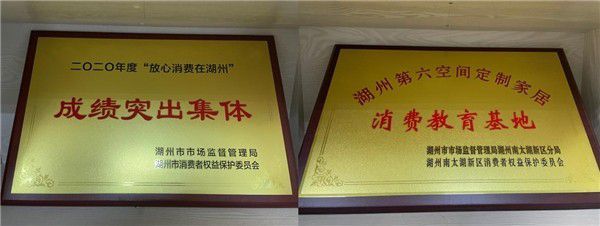 二〇二〇年度“放心消费在湖州”
成绩突出集体
湖州市市场监督管理局
湖州市消费者权益保护委员会
湖州第六空间定制家居
消费教育基地
湖州市市场监督管理局湖州南太湖新区分局
湖州南太湖新区消费者权益保护委员会